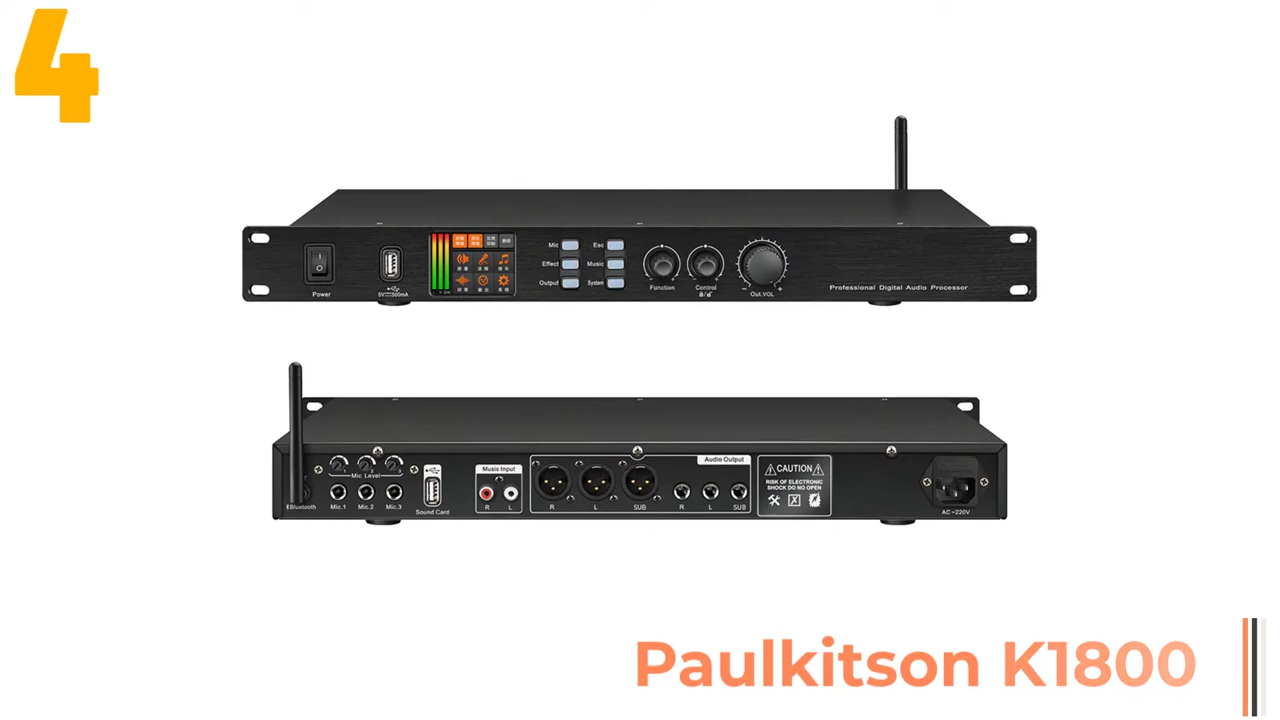 4
Mic
Esc
Effect
Music
Output
System
Power
5V⎓500mA
Function
Control
Out.VOL
Professional Digital Audio Processor
Mic Level
Music Input
Audio Output
CAUTION
RISK OF ELECTRONIC
SHOCK DO NOT OPEN
R L
R L SUB
R L SUB
Mic.1 Mic.2 Mic.3
Sound Card
AC~220V
Paulkitson K1800